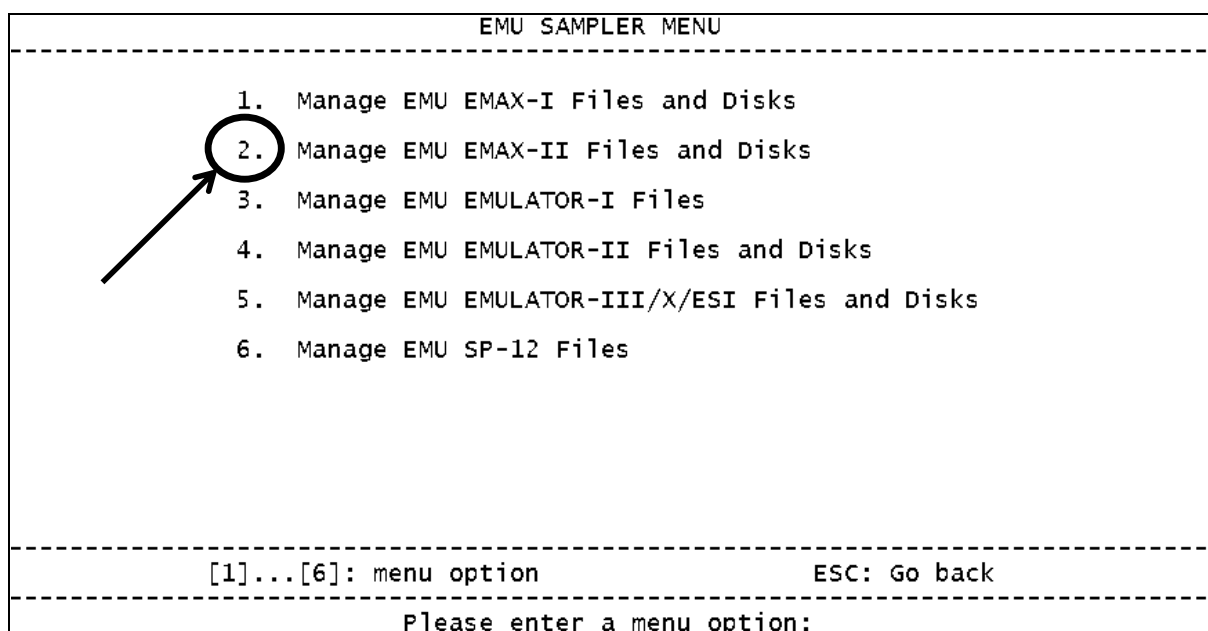 EMU SAMPLER MENU
1. Manage EMU EMAX-I Files and Disks
2. Manage EMU EMAX-II Files and Disks
3. Manage EMU EMULATOR-I Files
4. Manage EMU EMULATOR-II Files and Disks
5. Manage EMU EMULATOR-III/X/ESI Files and Disks
6. Manage EMU SP-12 Files
[1]...[6]: menu option ESC: Go back
Please enter a menu option: